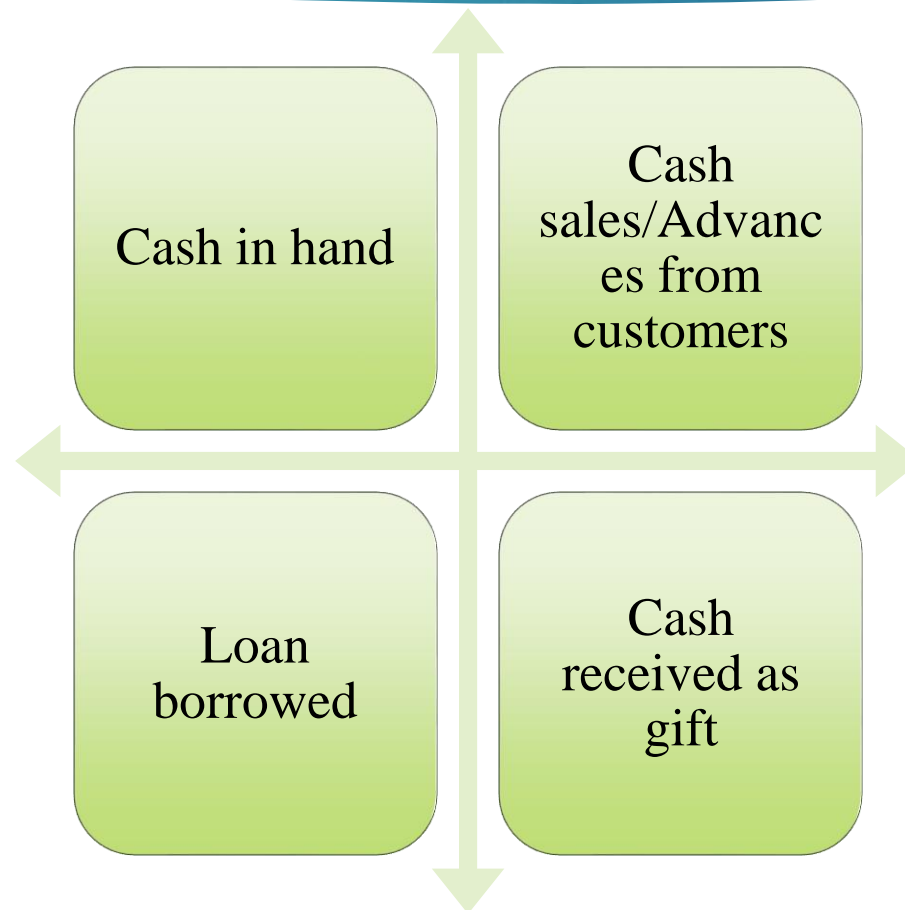 Cash in hand
Cash
sales/Advanc
es from
customers
Loan
borrowed
Cash
received as
gift